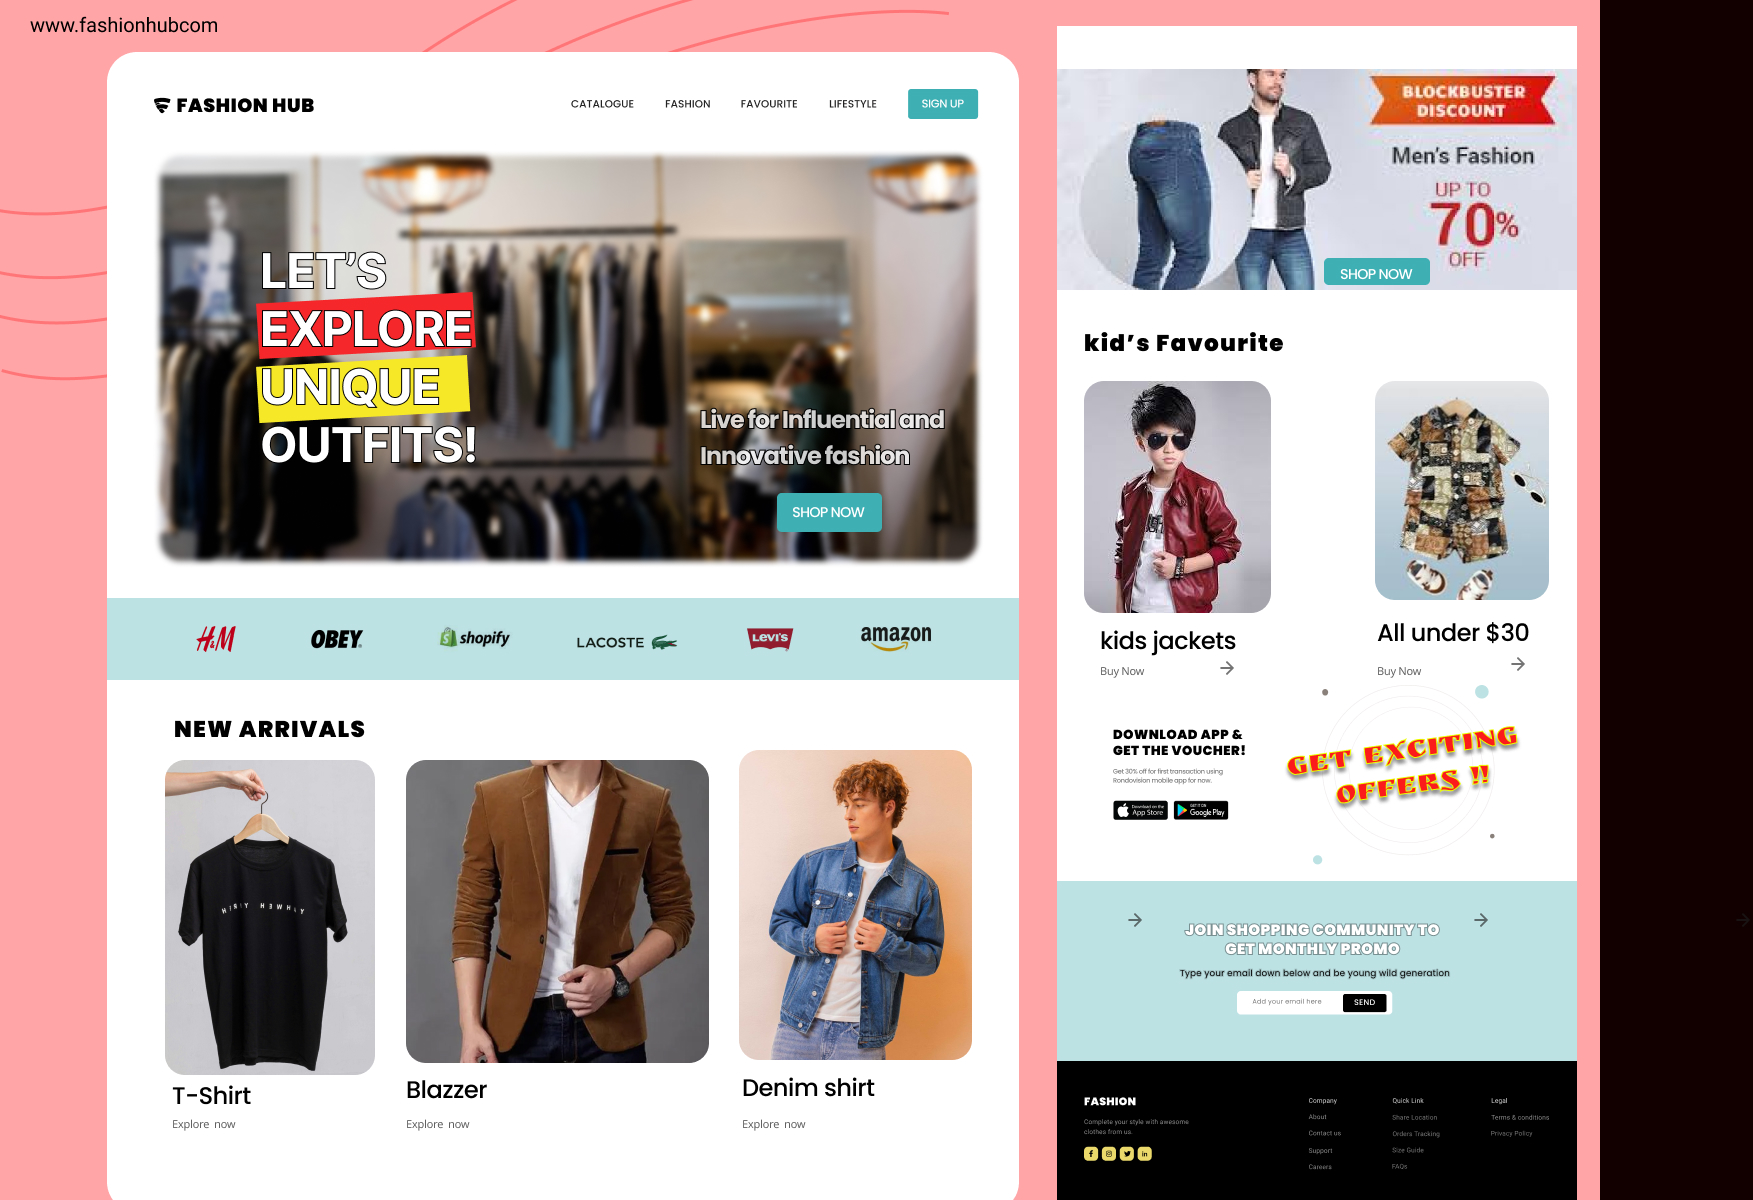 www.fashionhubcom
FASHION HUB
CATALOGUE
FASHION
FAVOURITE
LIFESTYLE
SIGN UP
LET'S
EXPLORE
UNIQUE
OUTFITS!
Live for Influential and
Innovative fashion
SHOP NOW
H&M
OBEY
shopify
LACOSTE
Levi's
amazon
NEW ARRIVALS
T-Shirt
Explore now
Blazzer
Explore now
Denim shirt
Explore now
BLOCKBUSTER
DISCOUNT
Men's Fashion
UP TO
70%
OFF
SHOP NOW
kid's Favourite
kids jackets
Buy Now
All under $30
Buy Now
DOWNLOAD APP &
GET THE VOUCHER!
Get 30% off for first transaction using
Rondovision mobile app for now.
Download on the
App Store
GET IT ON
Google Play
GET EXCITING
OFFERS !!
JOIN SHOPPING COMMUNITY TO
GET MONTHLY PROMO
Type your email down below and be young wild generation
Add your email here
SEND
FASHION
Complete your style with awesome
clothes from us.
Company
About
Contact us
Support
Careers
Quick Link
Share Location
Orders Tracking
Size Guide
FAQs
Legal
Terms & conditions
Privacy Policy